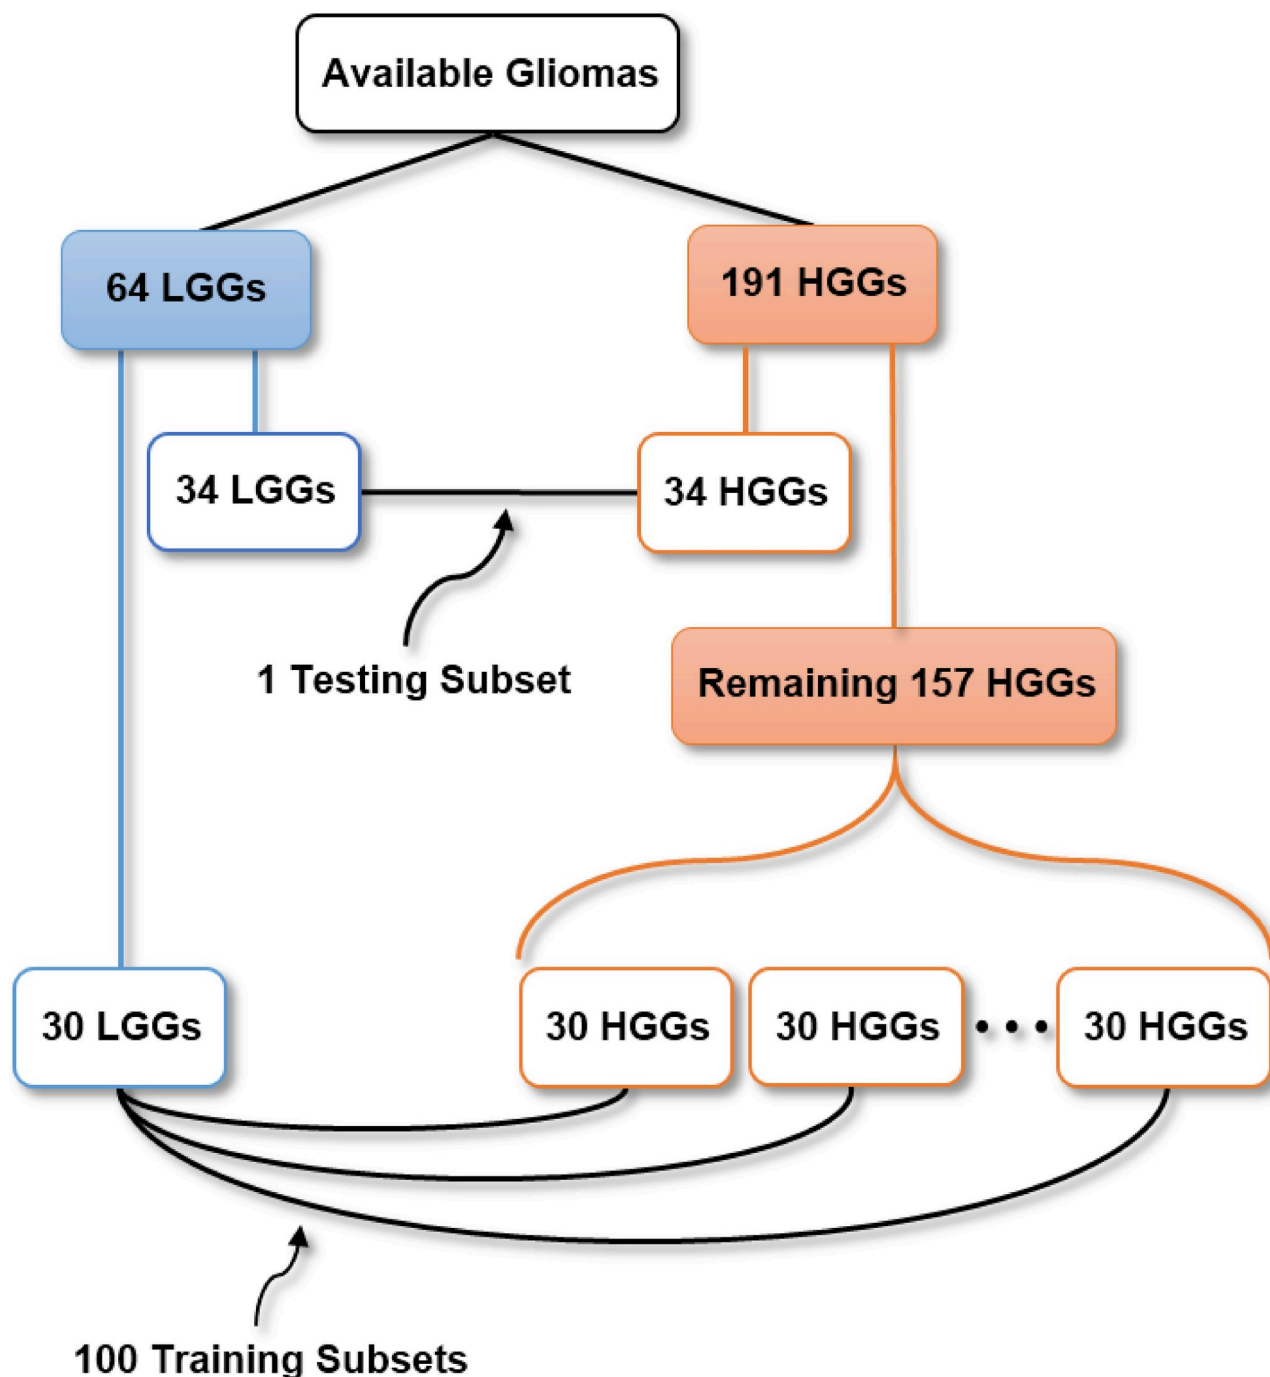 Available Gliomas
64 LGGs
191 HGGs
34 LGGs
34 HGGs
1 Testing Subset
Remaining 157 HGGs
30 LGGs
30 HGGs
30 HGGs
30 HGGs
100 Training Subsets